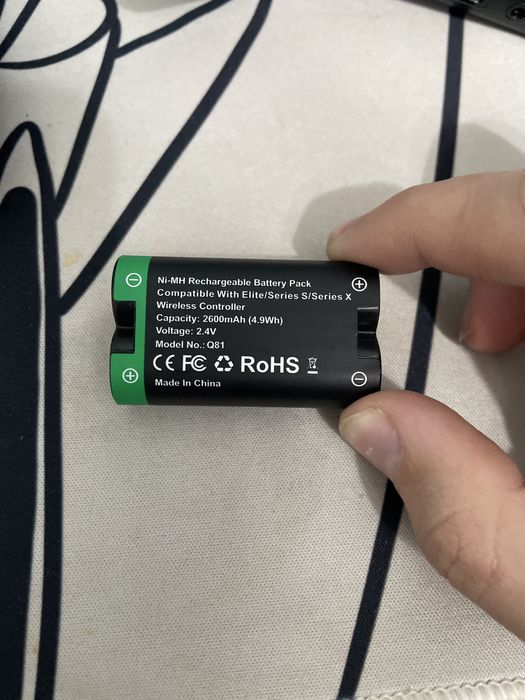 Ni-MH Rechargeable Battery Pack
Compatible With Elite/Series S/Series X
Wireless Controller
Capacity: 2600mAh (4.9Wh)
Voltage: 2.4V
Model No.: Q81
CE FC RoHS
Made In China